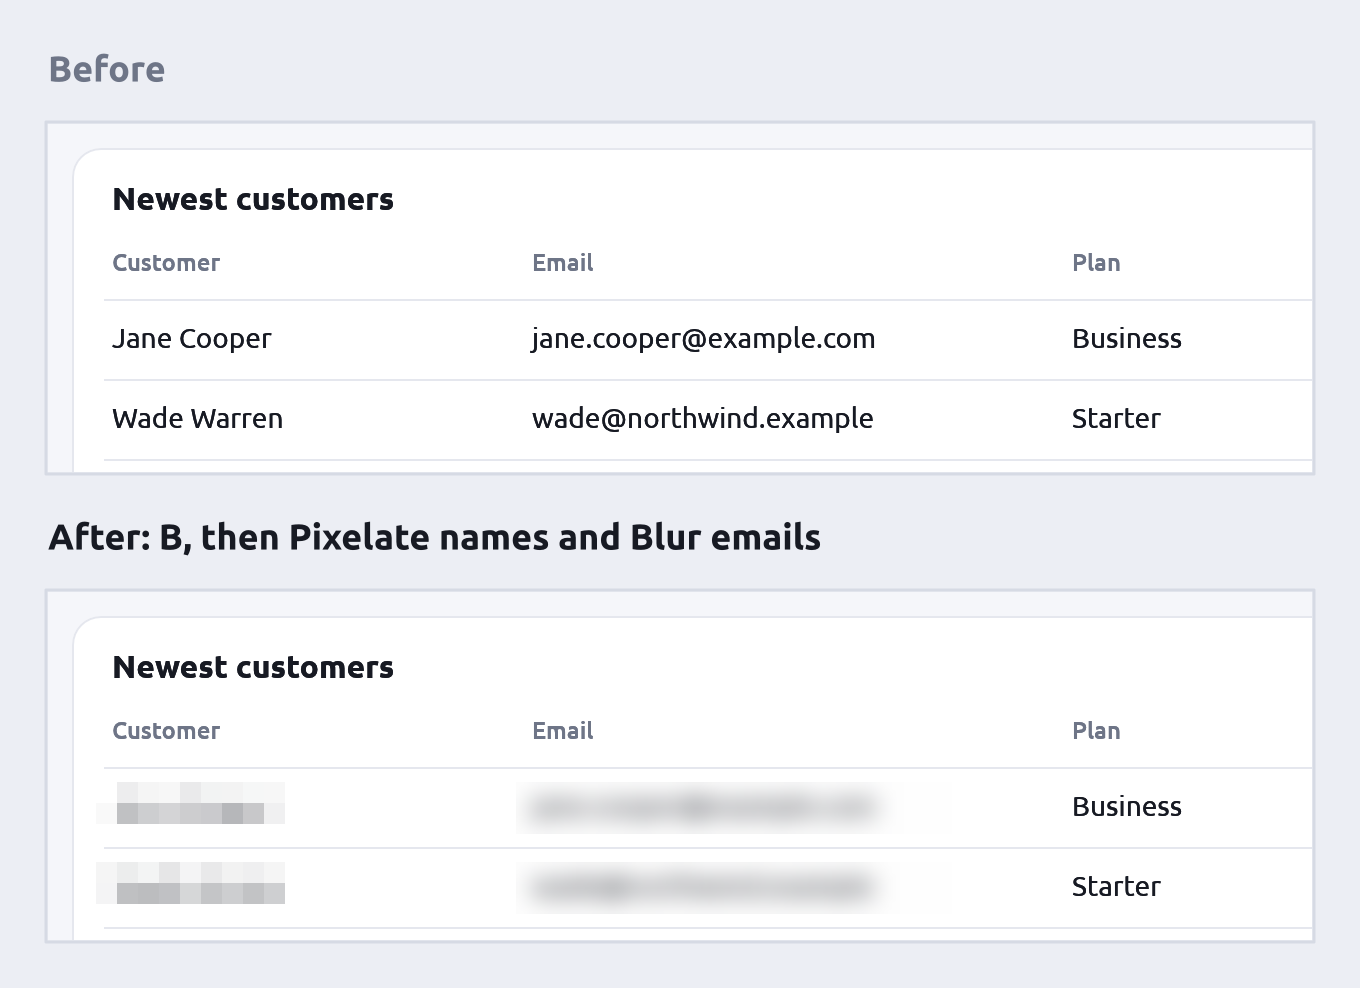 Before
Newest customers
Customer Email Plan
Jane Cooper jane.cooper@example.com Business
Wade Warren wade@northwind.example Starter
After: B, then Pixelate names and Blur emails
Newest customers
Customer Email Plan
Business
Starter